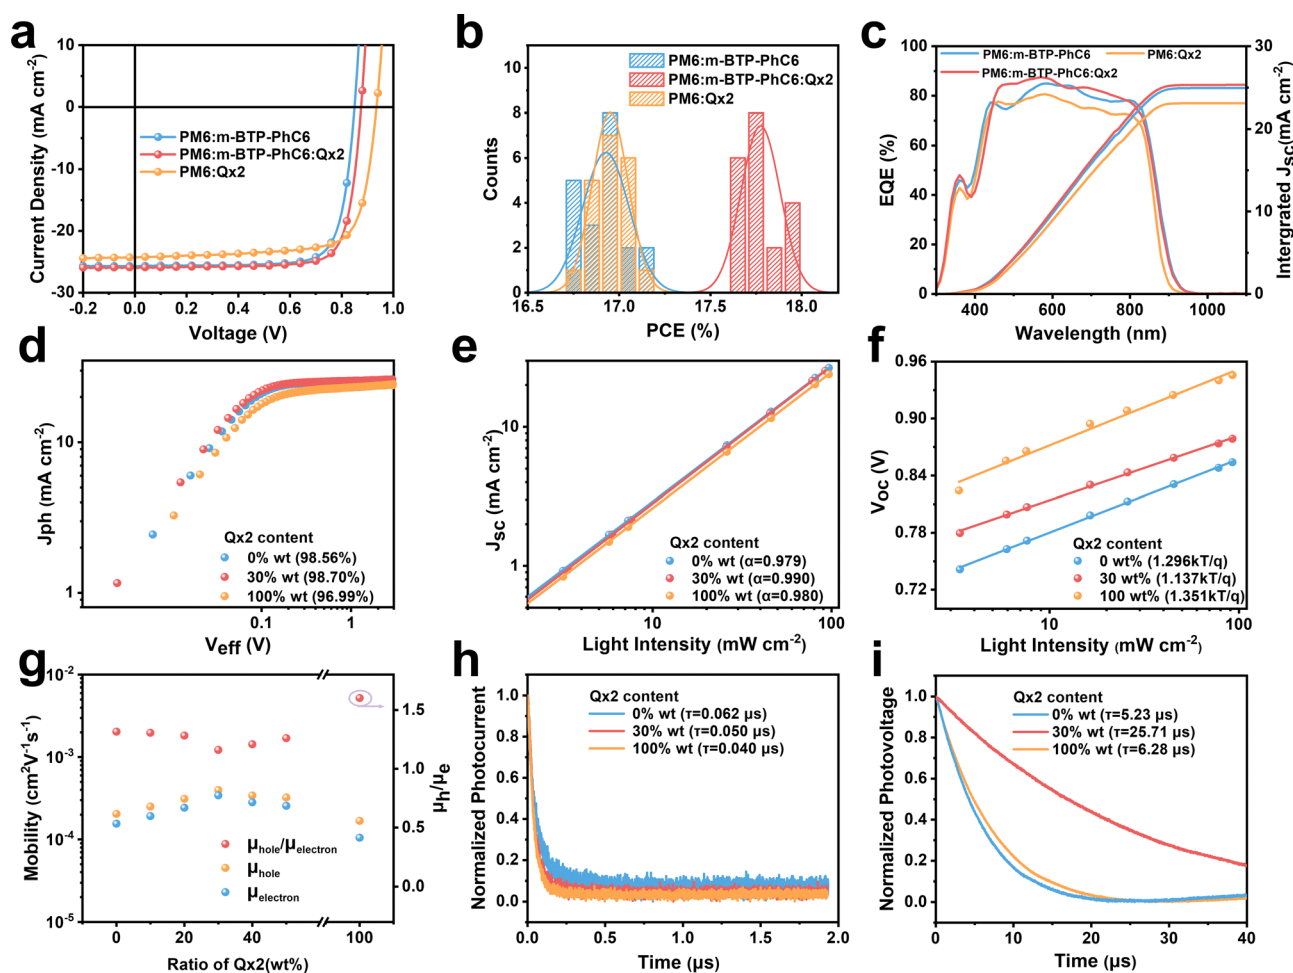 a
Current Density (mA cm-2)
10
0
-10
-20
-30
PM6:m-BTP-PhC6
PM6:m-BTP-PhC6:Qx2
PM6:Qx2
-0.2 0.0 0.2 0.4 0.6 0.8 1.0
Voltage (V)
b
Counts
10
8
6
4
2
0
PM6:m-BTP-PhC6
PM6:m-BTP-PhC6:Qx2
PM6:Qx2
16.5 17.0 17.5 18.0
PCE (%)
c
EQE (%)
100
80
60
40
20
0
PM6:m-BTP-PhC6 PM6:Qx2
PM6:m-BTP-PhC6:Qx2
30
20
10
0
Intergrated Jsc(mA cm-2)
400 600 800 1000
Wavelength (nm)
d
Jph (mA cm-2)
10
1
Qx2 content
0% wt (98.56%)
30% wt (98.70%)
100% wt (96.99%)
0.1 1
Veff (V)
e
Jsc (mA cm-2)
10
1
Qx2 content
0% wt (α=0.979)
30% wt (α=0.990)
100% wt (α=0.980)
10 100
Light Intensity (mW cm-2)
f
Voc (V)
0.96
0.90
0.84
0.78
0.72
Qx2 content
0 wt% (1.296kT/q)
30 wt% (1.137kT/q)
100 wt% (1.351kT/q)
1 10 100
Light Intensity (mW cm-2)
g
Mobility (cm2V-1s1)
10-2
10-3
10-4
10-5
μhole/μelectron
μhole
μelectron
1.5
1.0
0.5
0.0
μh/μe
0 20 40 100
Ratio of Qx2(wt%)
h
Normalized Photocurrent
1.0
0.8
0.6
0.4
0.2
0.0
Qx2 content
0% wt (τ=0.062 μs)
30% wt (τ=0.050 μs)
100% wt (τ=0.040 μs)
0.0 0.5 1.0 1.5 2.0
Time (μs)
i
Normalized Photovoltage
1.0
0.8
0.6
0.4
0.2
0.0
Qx2 content
0% wt (τ=5.23 μs)
30% wt (τ=25.71 μs)
100% wt (τ=6.28 μs)
0 10 20 30 40
Time (μs)